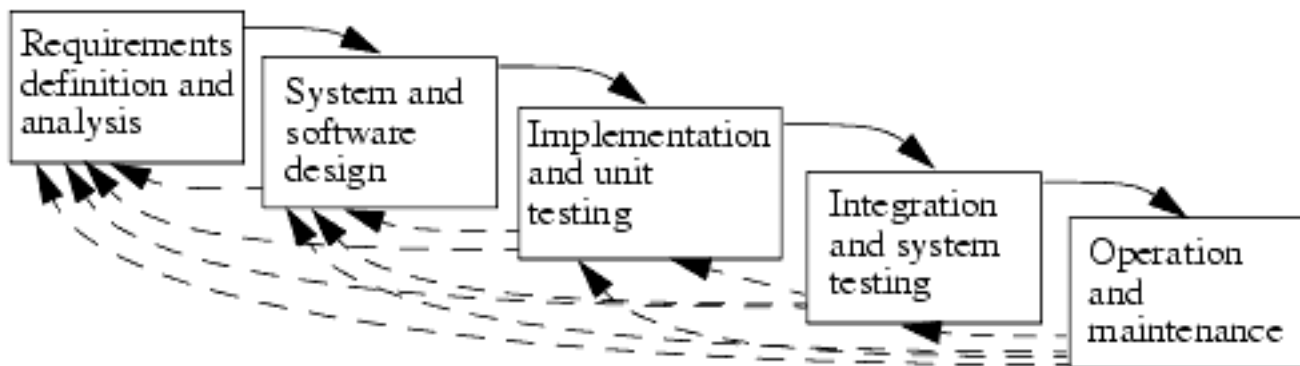 Requirements
definition and
analysis
System and
software
design
Implementation
and unit
testing
Integration
and system
testing
Operation
and
maintenance